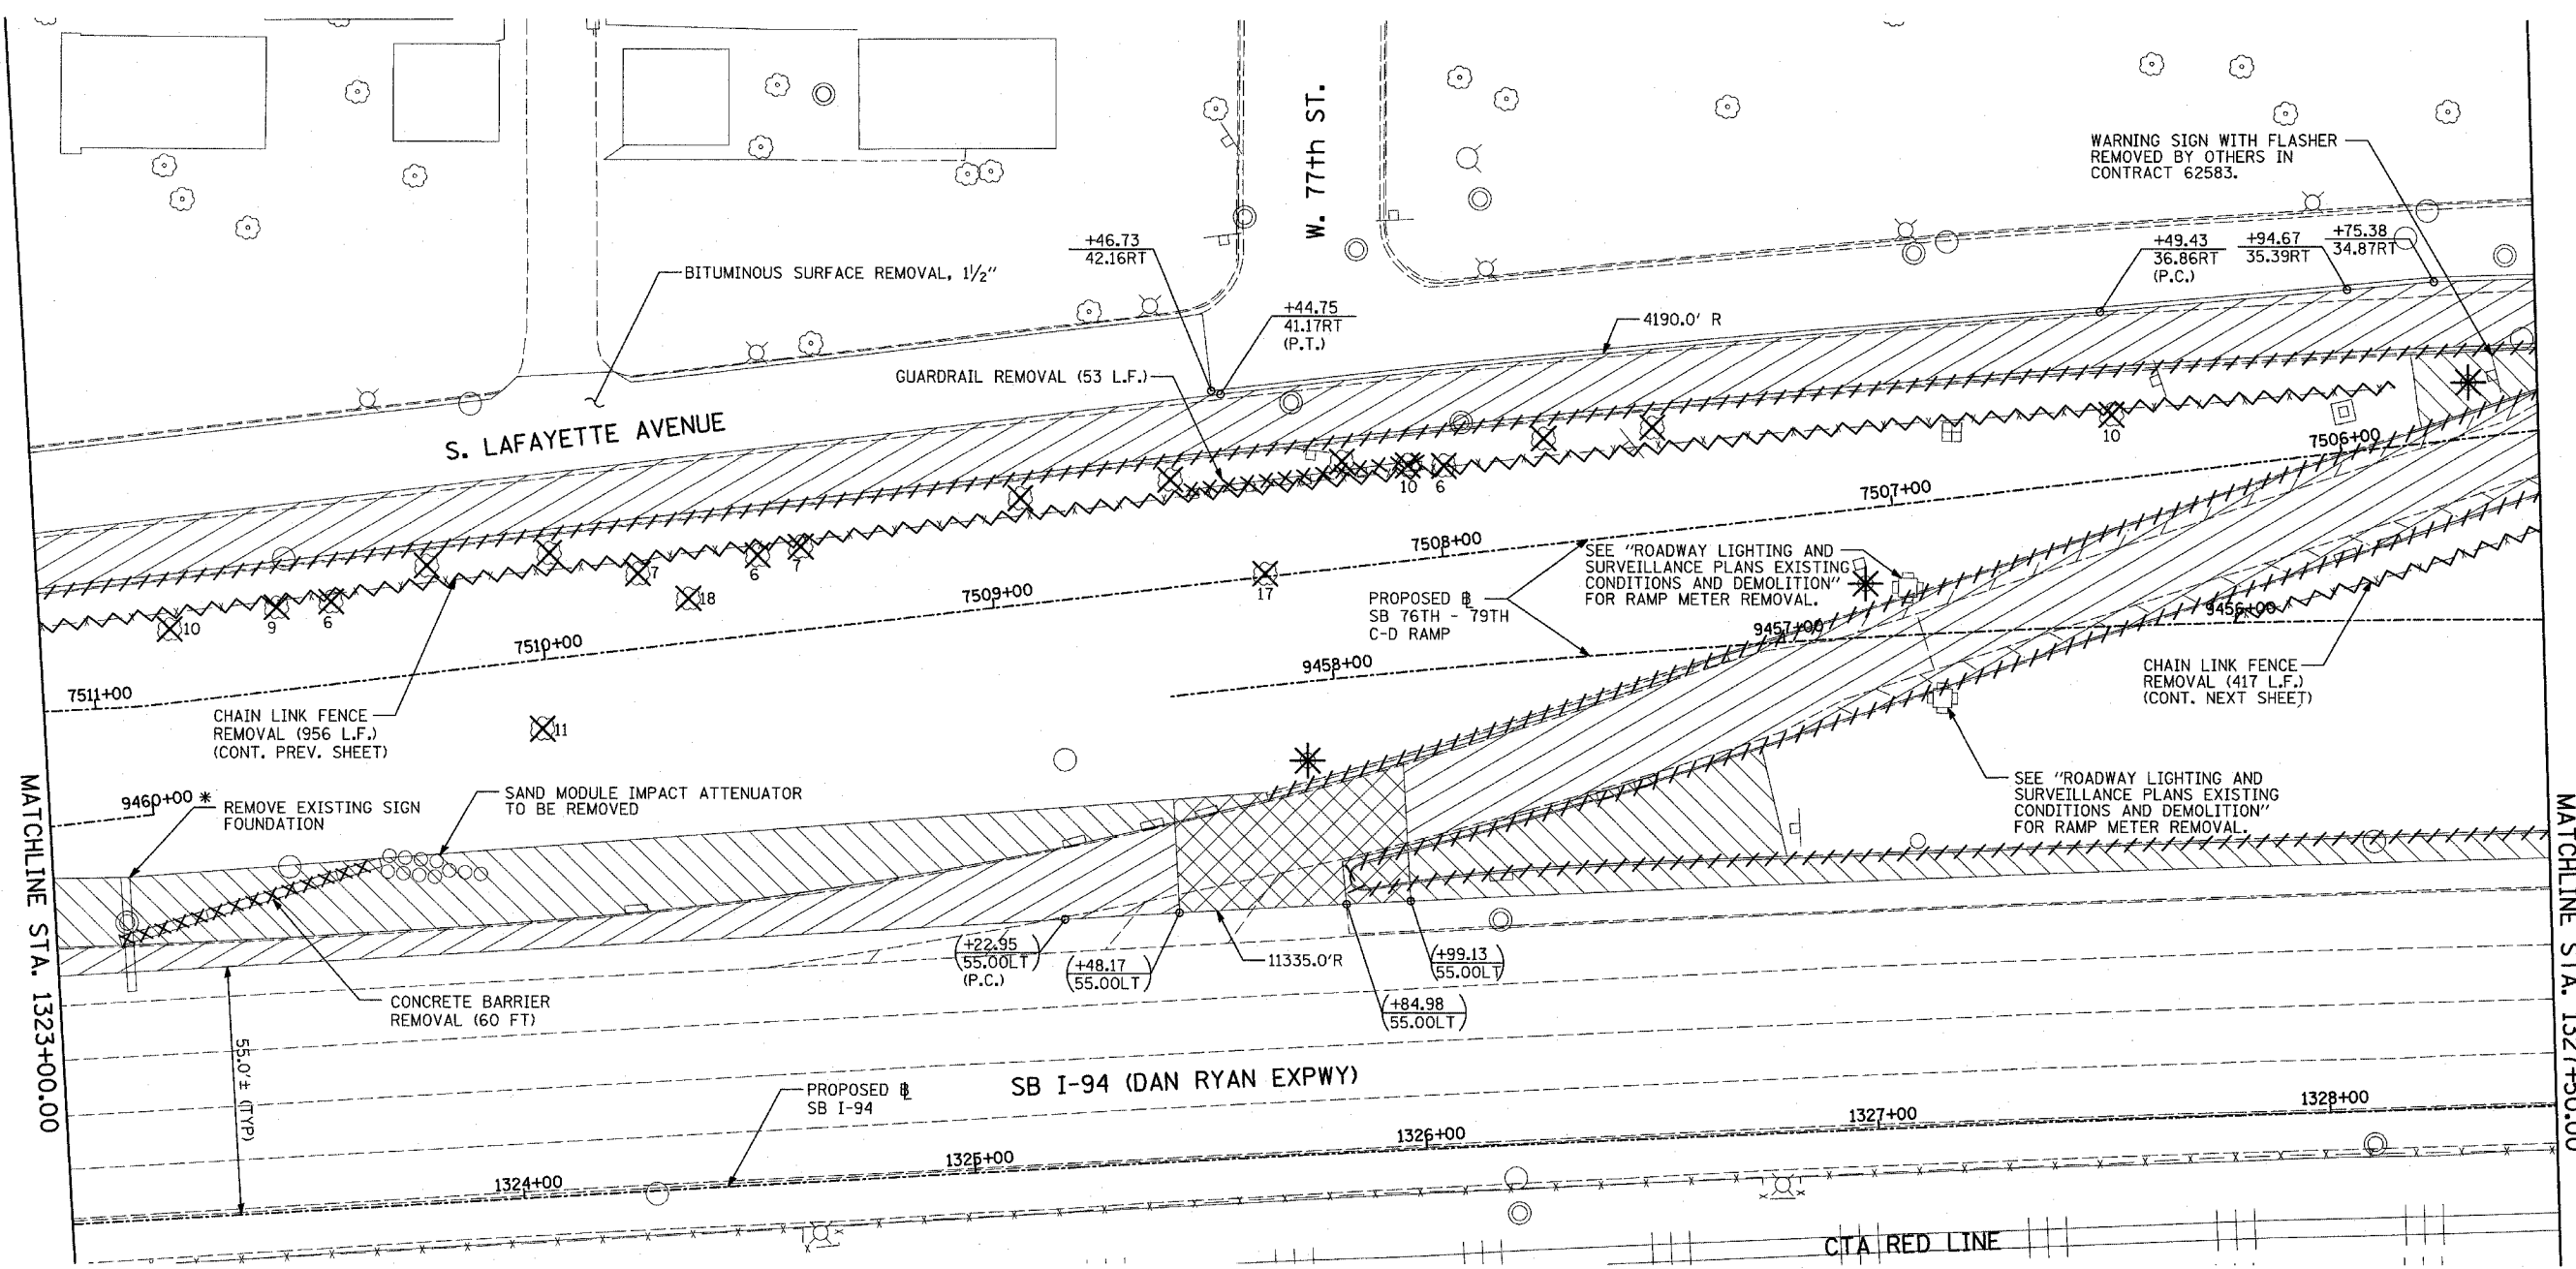 WARNING SIGN WITH FLASHER
REMOVED BY OTHERS IN
CONTRACT 62583.
W. 77th ST.
+46.73
42.16RT
BITUMINOUS SURFACE REMOVAL, 1½"
+49.43
36.86RT
(P.C.)
+94.67
35.39RT
+75.38
34.87RT
+44.75
41.17RT
(P.T.)
4190.0' R
GUARDRAIL REMOVAL (53 L.F.)
S. LAFAYETTE AVENUE
10
7506+00
10
6
7507+00
7508+00
SEE "ROADWAY LIGHTING AND
SURVEILLANCE PLANS EXISTING
CONDITIONS AND DEMOLITION"
FOR RAMP METER REMOVAL.
7
6
7
18
17
7509+00
10
9
6
PROPOSED ⅊
SB 76TH - 79TH
C-D RAMP
9457+00
9456+00
7510+00
9458+00
7511+00
CHAIN LINK FENCE
REMOVAL (956 L.F.)
(CONT. PREV. SHEET)
11
CHAIN LINK FENCE
REMOVAL (417 L.F.)
(CONT. NEXT SHEET)
9460+00 *
REMOVE EXISTING SIGN
FOUNDATION
SAND MODULE IMPACT ATTENUATOR
TO BE REMOVED
SEE "ROADWAY LIGHTING AND
SURVEILLANCE PLANS EXISTING
CONDITIONS AND DEMOLITION"
FOR RAMP METER REMOVAL.
MATCHLINE STA. 1323+00.00
MATCHLINE STA. 1327+50.00
(+22.95
55.00LT)
(P.C.)
(+48.17
55.00LT)
11335.0'R
(+99.13
55.00LT)
(+84.98
55.00LT)
CONCRETE BARRIER
REMOVAL (60 FT)
55.0'± (TYP)
PROPOSED ⅊
SB I-94
SB I-94 (DAN RYAN EXPWY)
1324+00
1325+00
1326+00
1327+00
1328+00
CTA RED LINE